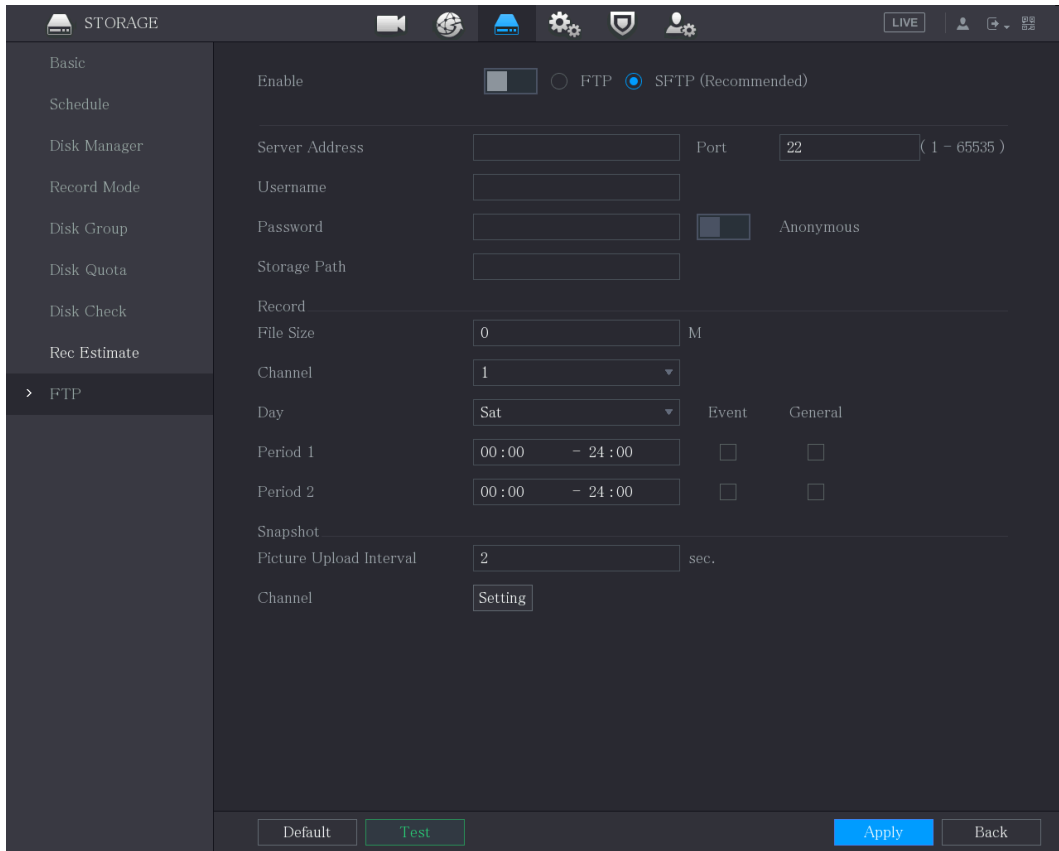 STORAGE
LIVE
Basic
Schedule
Disk Manager
Record Mode
Disk Group
Disk Quota
Disk Check
Rec Estimate
FTP
Enable FTP SFTP (Recommended)
Server Address Port 22 ( 1 - 65535 )
Username
Password Anonymous
Storage Path
Record
File Size 0 M
Channel 1
Day Sat Event General
Period 1 00:00 - 24:00
Period 2 00:00 - 24:00
Snapshot
Picture Upload Interval 2 sec.
Channel Setting
Default Test Apply Back